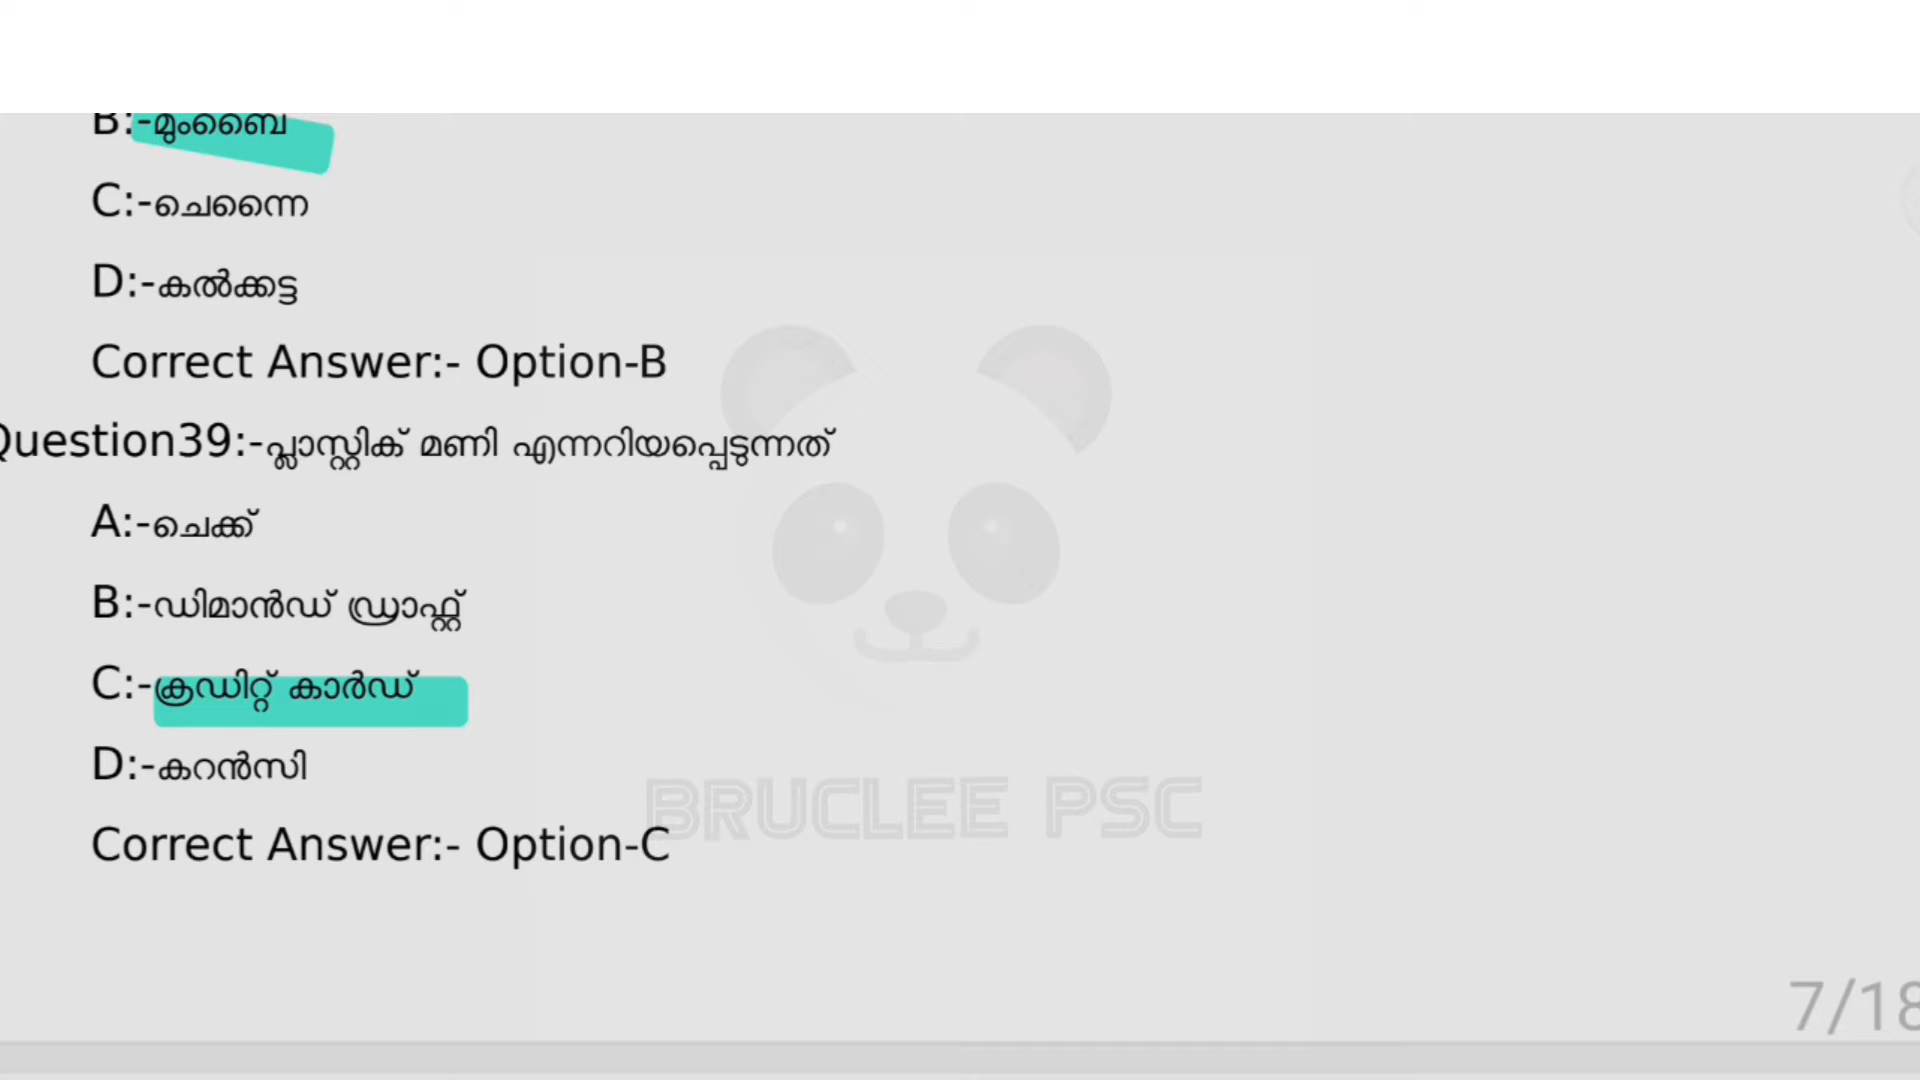 B:-മുംബൈ
C:-ചെന്നൈ
D:-കൽക്കട്ട
Correct Answer:- Option-B
Question39:-പ്ലാസ്റ്റിക് മണി എന്നറിയപ്പെടുന്നത്
A:-ചെക്ക്
B:-ഡിമാൻഡ് ഡ്രാഫ്റ്റ്
C:-ക്രഡിറ്റ് കാർഡ്
D:-കറൻസി
BRUCLEE PSC
Correct Answer:- Option-C
7/18